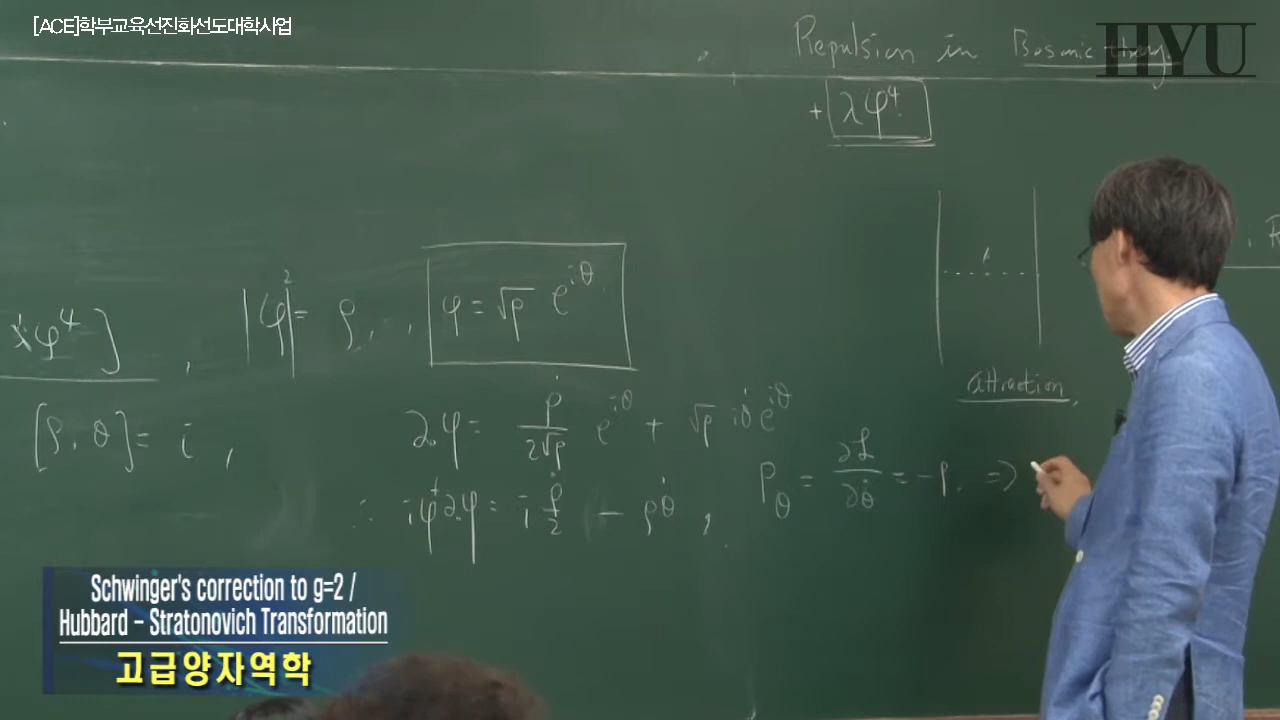 [ACE]학부교육선진화선도대학사업
HYU
Repulsion in Bosonic theory
+ λφ⁴
φ⁴ ] , |φ|² = ρ, , φ = √ρ e^{iθ}
attraction,
[ρ, θ] = i ,
∂₀φ = ρ̇/(2√ρ) e^{iθ} + √ρ iθ̇ e^{iθ}
∴ iφ†∂₀φ = i ρ̇/2 − ρθ̇ ,
P_θ = ∂ℒ/∂θ̇ = −ρ. ⇒
Schwinger's correction to g=2 /
Hubbard – Stratonovich Transformation
고급양자역학